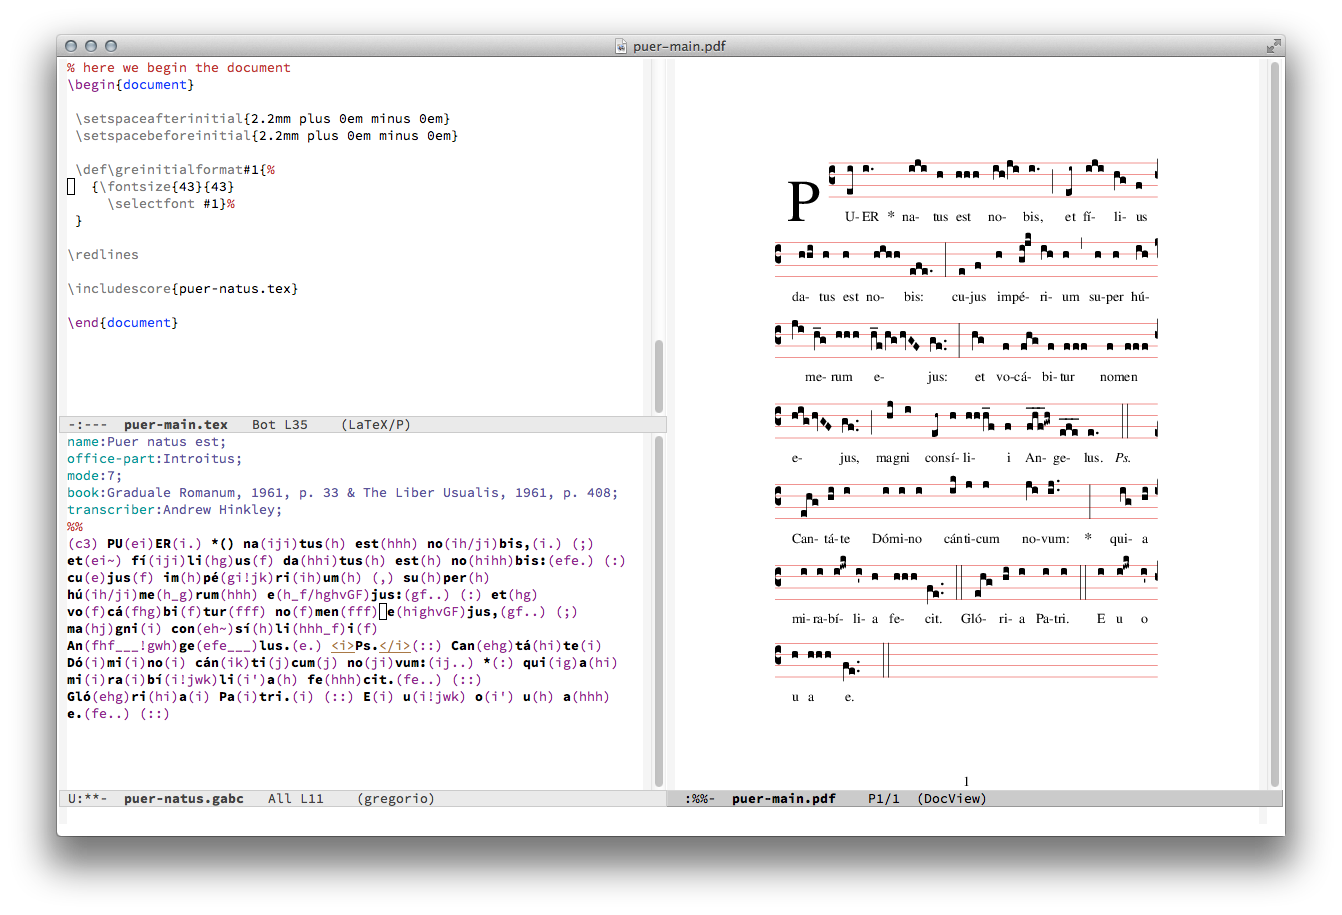 puer-main.pdf
% here we begin the document
\begin{document}
\setspaceafterinitial{2.2mm plus 0em minus 0em}
\setspacebeforeinitial{2.2mm plus 0em minus 0em}
\def\greinitialformat#1{%
{\fontsize{43}{43}
\selectfont #1}%
}
\redlines
\includescore{puer-natus.tex}
\end{document}
-:--- puer-main.tex Bot L35 (LaTeX/P)
name:Puer natus est;
office-part:Introitus;
mode:7;
book:Graduale Romanum, 1961, p. 33 & The Liber Usualis, 1961, p. 408;
transcriber:Andrew Hinkley;
%%
(c3) PU(ei)ER(i.) *() na(iji)tus(h) est(hhh) no(ih/ji)bis,(i.) (;)
et(ei~) fí(iji)li(hg)us(f) da(hhi)tus(h) est(h) no(hihh)bis:(efe.) (:)
cu(e)jus(f) im(h)pé(gi!jk)ri(ih)um(h) (,) su(h)per(h)
hú(ih/ji)me(h_g)rum(hhh) e(h_f/hghvGF)jus:(gf..) (:) et(hg)
vo(f)cá(fhg)bi(f)tur(fff) no(f)men(fff) e(highvGF)jus,(gf..) (;)
ma(hj)gni(i) con(eh~)sí(h)li(hhh_f)i(f)
An(fhf___!gwh)ge(efe___)lus.(e.) <i>Ps.</i>(::) Can(ehg)tá(hi)te(i)
Dó(i)mi(i)no(i) cán(ik)ti(j)cum(j) no(ji)vum:(ij..) *(:) qui(ig)a(hi)
mi(i)ra(i)bí(i!jwk)li(i')a(h) fe(hhh)cit.(fe..) (::)
Gló(ehg)ri(hi)a(i) Pa(i)tri.(i) (::) E(i) u(i!jwk) o(i') u(h) a(hhh)
e.(fe..) (::)
U:**- puer-natus.gabc All L11 (gregorio)
P
U-ER * na- tus est no- bis, et fí- li- us
da- tus est no- bis: cu-jus impé- ri- um su-per hú-
me- rum e- jus: et vo-cá- bi- tur nomen
e- jus, magni consí- li- i An- ge- lus. Ps.
Can- tá-te Dómi-no cánti-cum no-vum: * qui- a
mi- ra-bí- li- a fe- cit. Gló- ri- a Pa-tri. E u o
u a e.
1
:%%- puer-main.pdf P1/1 (DocView)